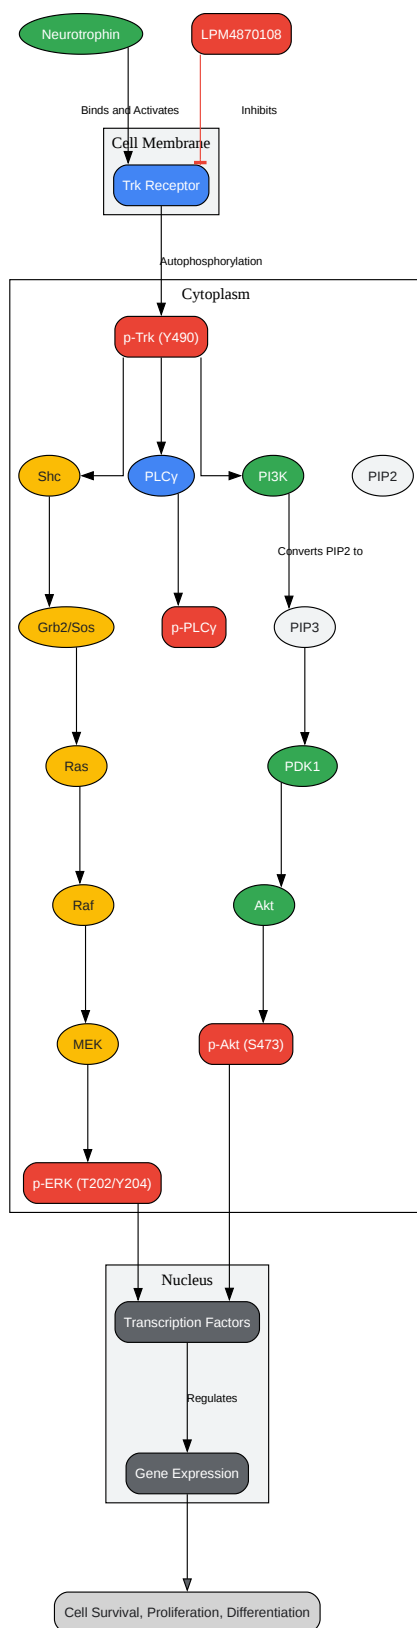 Neurotrophin
LPM4870108
Binds and Activates
Inhibits
Cell Membrane
Trk Receptor
Autophosphorylation
Cytoplasm
p-Trk (Y490)
Shc
PLCγ
PI3K
PIP2
Converts PIP2 to
Grb2/Sos
p-PLCγ
PIP3
Ras
PDK1
Raf
Akt
MEK
p-Akt (S473)
p-ERK (T202/Y204)
Nucleus
Transcription Factors
Regulates
Gene Expression
Cell Survival, Proliferation, Differentiation